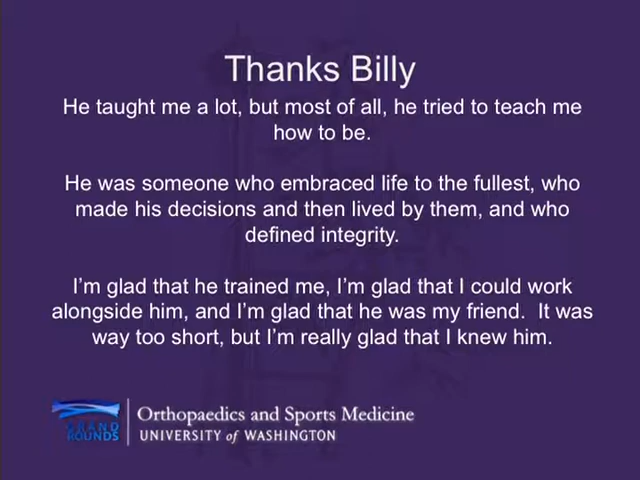 Thanks Billy
He taught me a lot, but most of all, he tried to teach me
how to be.
He was someone who embraced life to the fullest, who
made his decisions and then lived by them, and who
defined integrity.
I'm glad that he trained me, I'm glad that I could work
alongside him, and I'm glad that he was my friend.  It was
way too short, but I'm really glad that I knew him.
GRAND
ROUNDS
Orthopaedics and Sports Medicine
UNIVERSITY of WASHINGTON